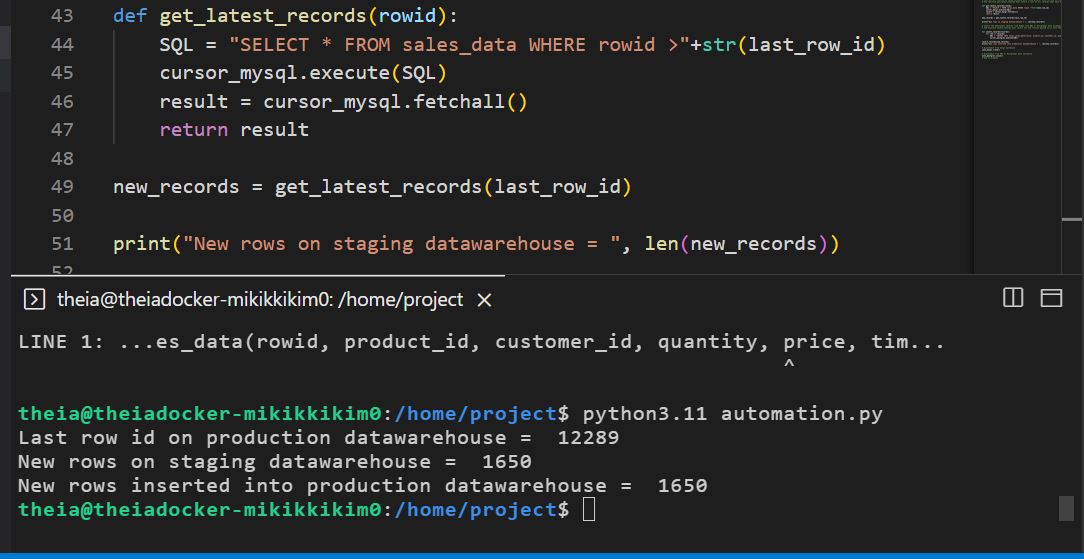 43 def get_latest_records(rowid):
44 SQL = "SELECT * FROM sales_data WHERE rowid >"+str(last_row_id)
45 cursor_mysql.execute(SQL)
46 result = cursor_mysql.fetchall()
47 return result
48
49 new_records = get_latest_records(last_row_id)
50
51 print("New rows on staging datawarehouse = ", len(new_records))
52
theia@theiadocker-mikikkikim0: /home/project ×
LINE 1: ...es_data(rowid, product_id, customer_id, quantity, price, tim...
^
theia@theiadocker-mikikkikim0:/home/project$ python3.11 automation.py
Last row id on production datawarehouse =  12289
New rows on staging datawarehouse =  1650
New rows inserted into production datawarehouse =  1650
theia@theiadocker-mikikkikim0:/home/project$